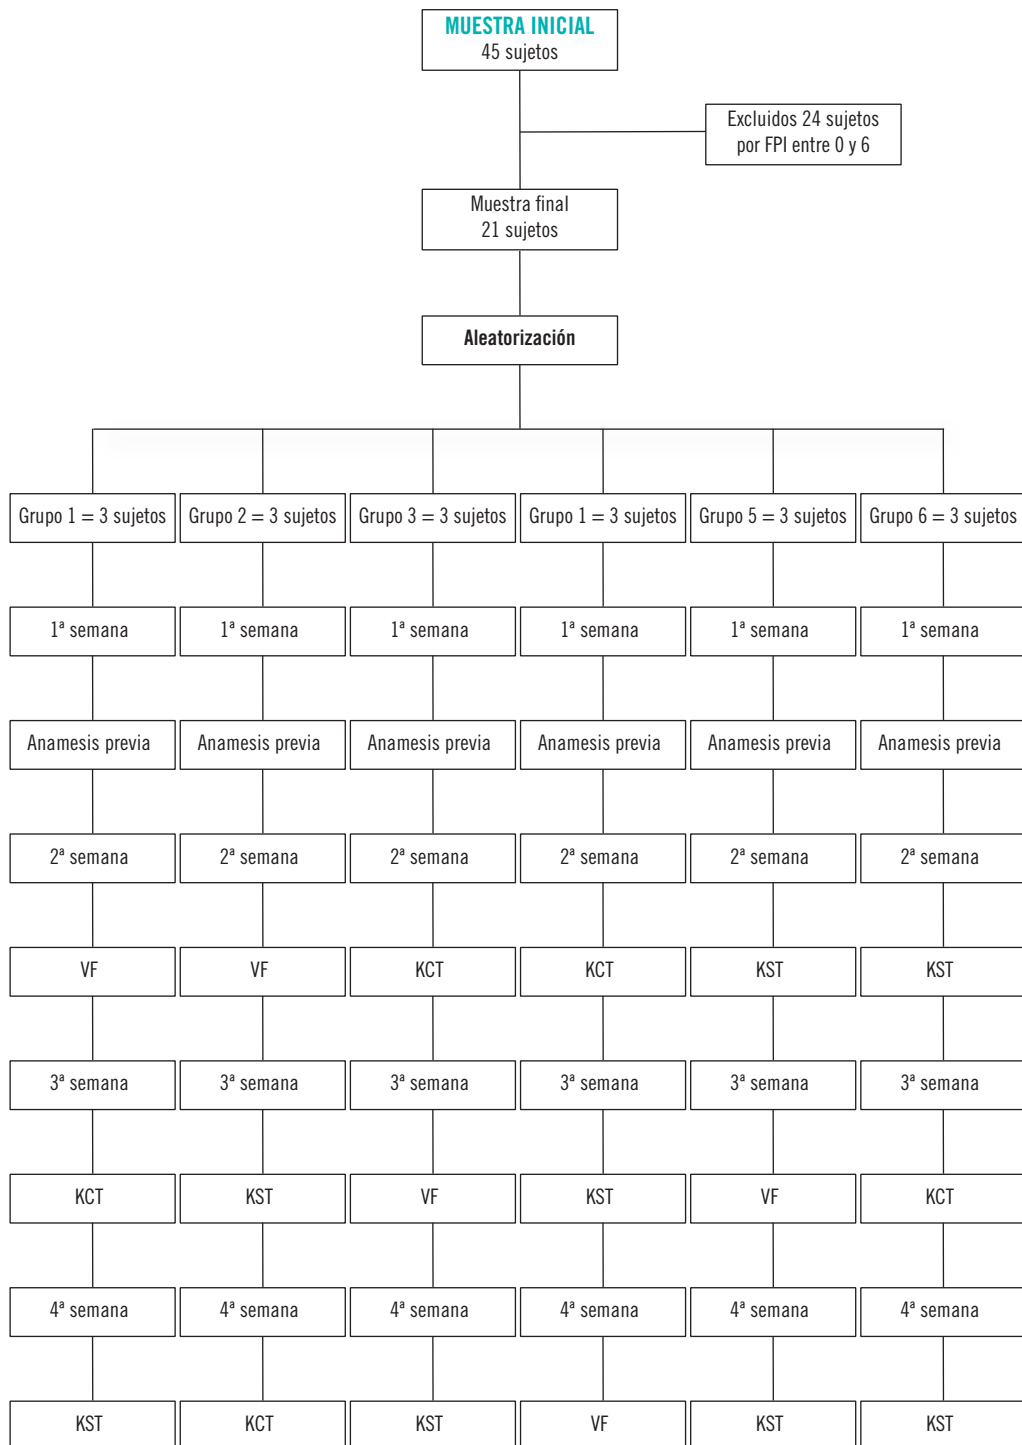 MUESTRA INICIAL
45 sujetos
Excluidos 24 sujetos
por FPI entre 0 y 6
Muestra final
21 sujetos
Aleatorización
Grupo 1 = 3 sujetos
Grupo 2 = 3 sujetos
Grupo 3 = 3 sujetos
Grupo 1 = 3 sujetos
Grupo 5 = 3 sujetos
Grupo 6 = 3 sujetos
1ª semana
1ª semana
1ª semana
1ª semana
1ª semana
1ª semana
Anamesis previa
Anamesis previa
Anamesis previa
Anamesis previa
Anamesis previa
Anamesis previa
2ª semana
2ª semana
2ª semana
2ª semana
2ª semana
2ª semana
VF
VF
KCT
KCT
KST
KST
3ª semana
3ª semana
3ª semana
3ª semana
3ª semana
3ª semana
KCT
KST
VF
KST
VF
KCT
4ª semana
4ª semana
4ª semana
4ª semana
4ª semana
4ª semana
KST
KCT
KST
VF
KST
KST